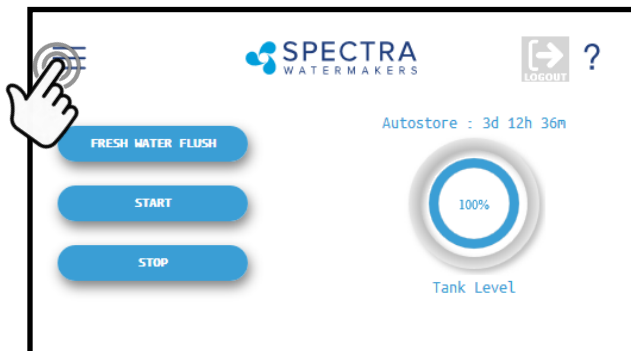 SPECTRA
WATERMAKERS
LOGOUT
?
Autostore : 3d 12h 36m
FRESH WATER FLUSH
START
100%
STOP
Tank Level